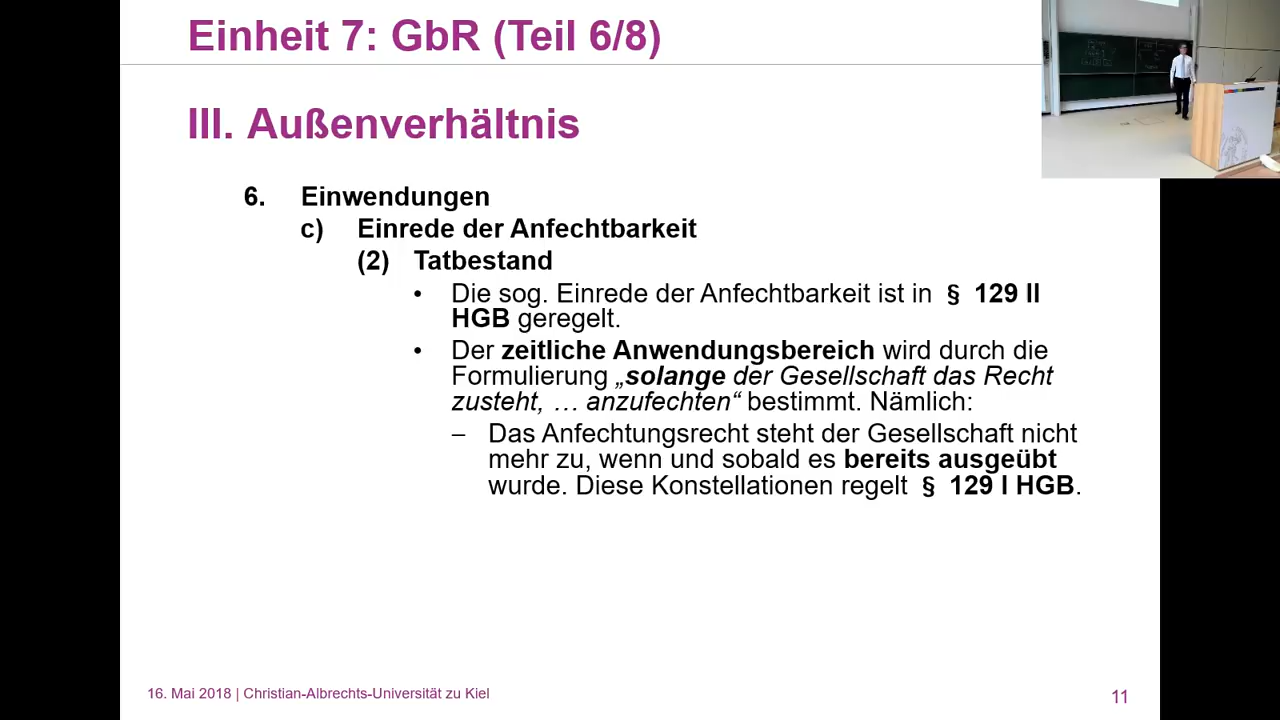 Einheit 7: GbR (Teil 6/8)
III. Außenverhältnis
6. Einwendungen
c) Einrede der Anfechtbarkeit
(2) Tatbestand
• Die sog. Einrede der Anfechtbarkeit ist in § 129 II
HGB geregelt.
• Der zeitliche Anwendungsbereich wird durch die
Formulierung „solange der Gesellschaft das Recht
zusteht, … anzufechten“ bestimmt. Nämlich:
– Das Anfechtungsrecht steht der Gesellschaft nicht
mehr zu, wenn und sobald es bereits ausgeübt
wurde. Diese Konstellationen regelt § 129 I HGB.
16. Mai 2018 | Christian-Albrechts-Universität zu Kiel
11